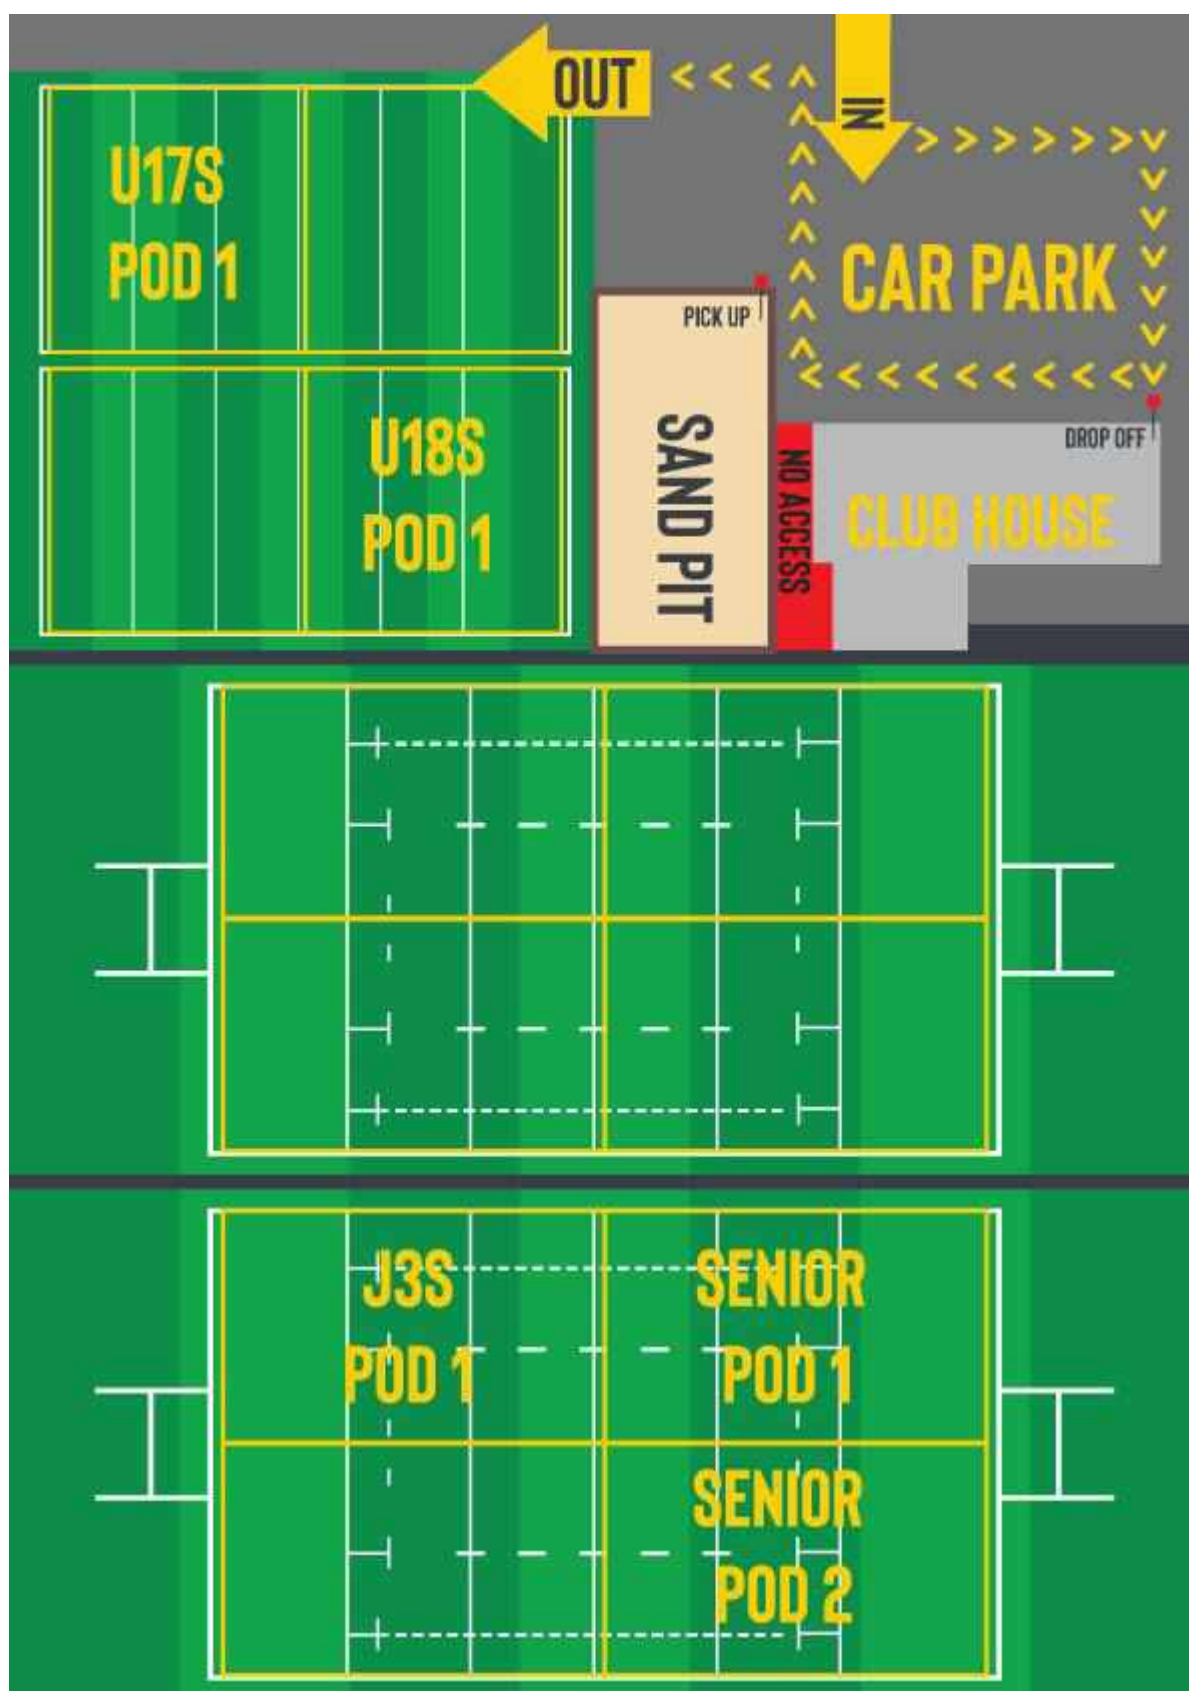 OUT
IN
U17S
POD 1
CAR PARK
PICK UP
DROP OFF
U18S
POD 1
SAND PIT
NO ACCESS
CLUB HOUSE
J3S
POD 1
SENIOR
POD 1
SENIOR
POD 2